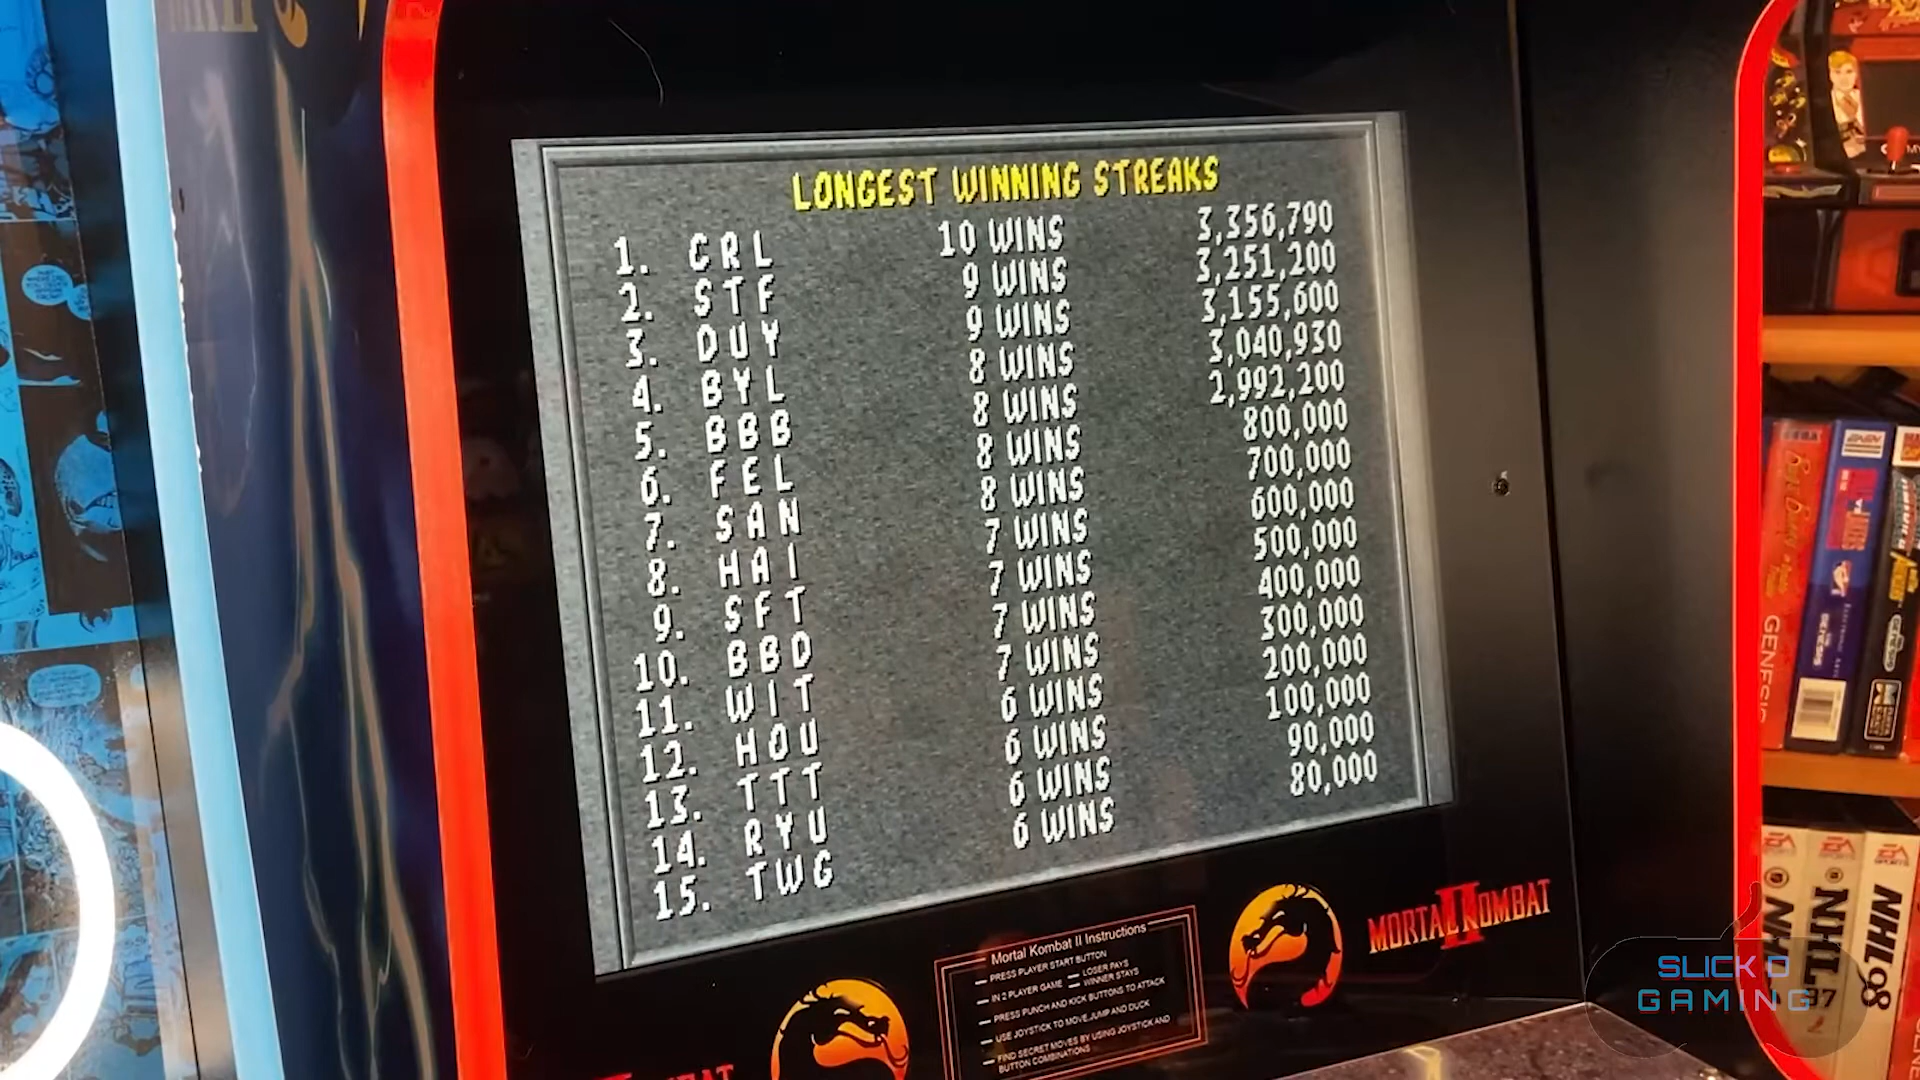 LONGEST WINNING STREAKS
1. CRL 10 WINS 3,356,790
2. STF 9 WINS 3,251,200
3. DUY 9 WINS 3,155,600
4. BYL 8 WINS 3,040,930
5. BBB 8 WINS 2,992,200
6. FEL 8 WINS 800,000
7. SAN 8 WINS 700,000
8. HAI 7 WINS 600,000
9. SFT 7 WINS 500,000
10. BBD 7 WINS 400,000
11. WIT 7 WINS 300,000
12. HOU 6 WINS 200,000
13. TTT 6 WINS 100,000
14. RYU 6 WINS 90,000
15. TWG 6 WINS 80,000
Mortal Kombat II Instructions
PRESS PLAYER START BUTTON
IN 2 PLAYER GAME — LOSER PAYS
— WINNER STAYS
PRESS PUNCH AND KICK BUTTONS TO ATTACK
USE JOYSTICK TO MOVE, JUMP AND DUCK
FIND SECRET MOVES BY USING JOYSTICK AND
BUTTON COMBINATIONS
MORTAL KOMBAT II
SLICK D
GAMING
GENESIS
NHL
NHL 97
NHL 98